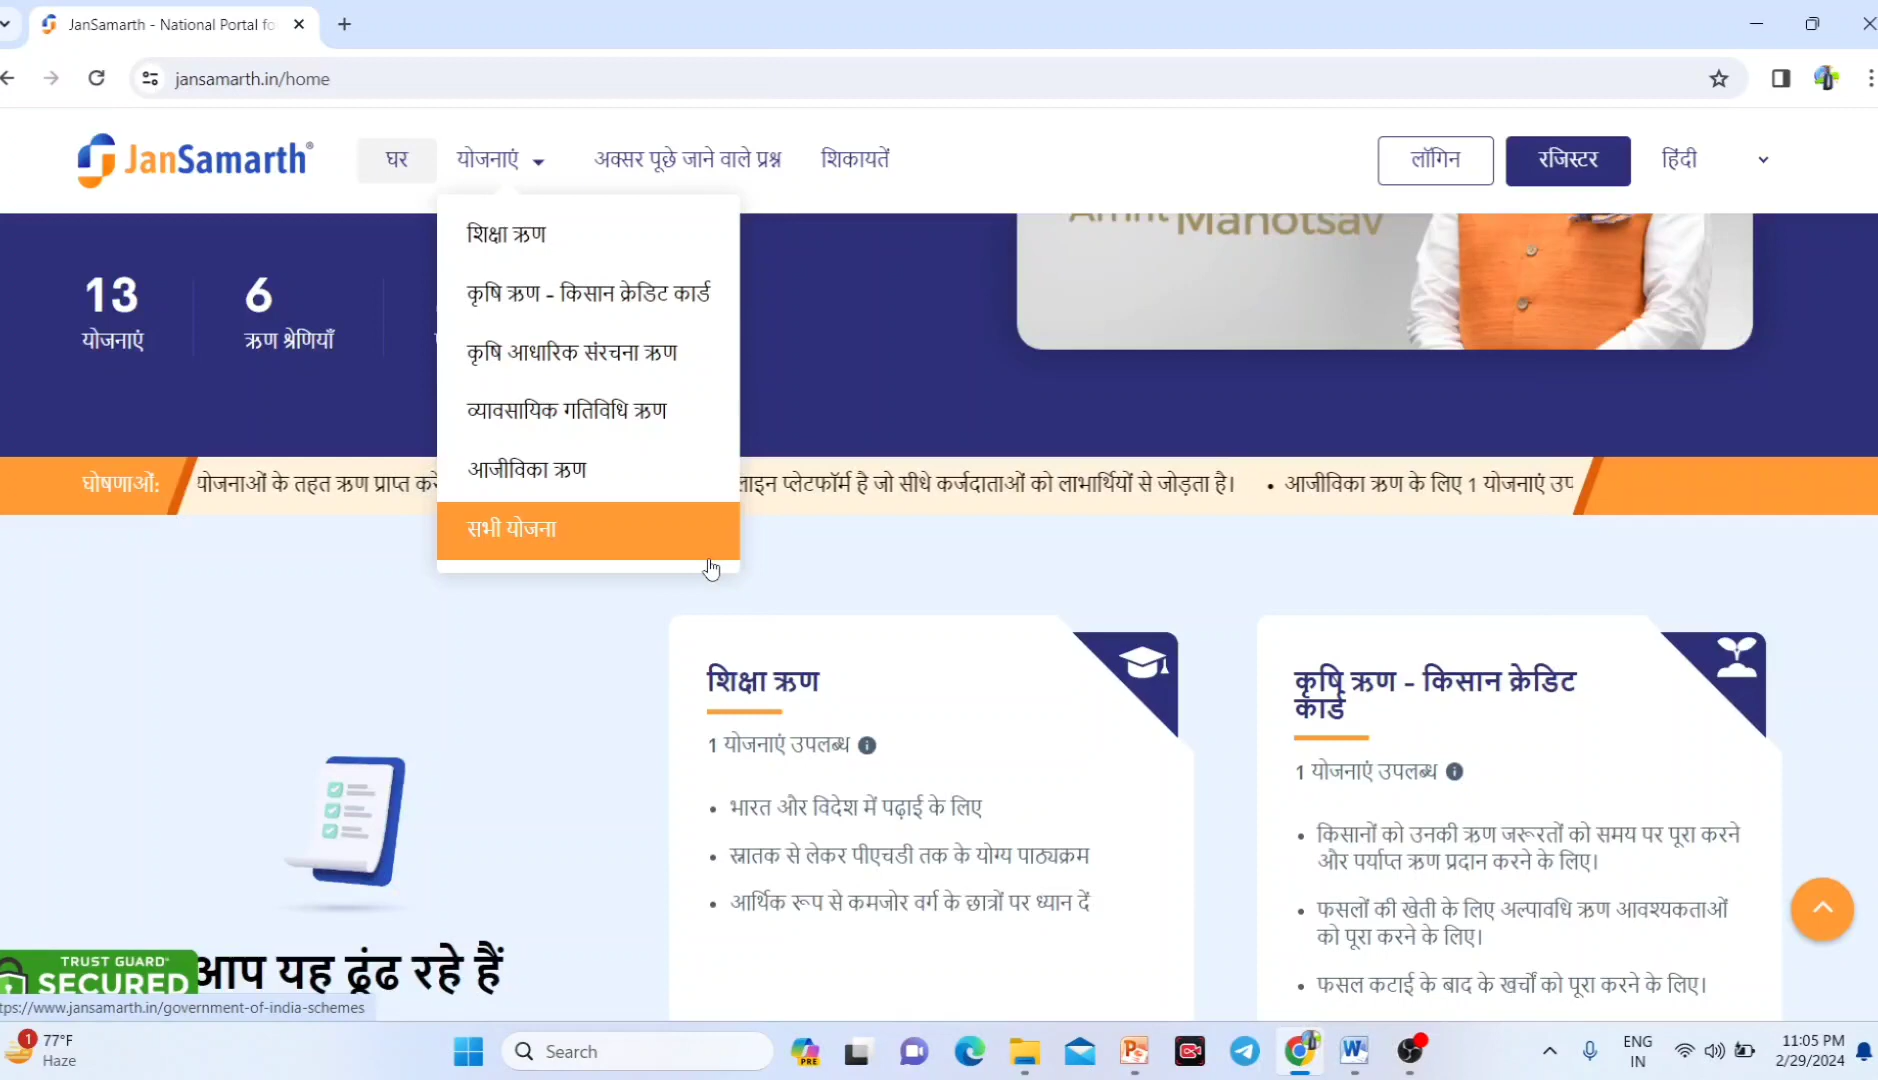 JanSamarth - National Portal fo
jansamarth.in/home
JanSamarth®
घर
योजनाएं
अक्सर पूछे जाने वाले प्रश्न
शिकायतें
लॉगिन
रजिस्टर
हिंदी
शिक्षा ऋण
कृषि ऋण - किसान क्रेडिट कार्ड
कृषि आधारिक संरचना ऋण
व्यावसायिक गतिविधि ऋण
आजीविका ऋण
सभी योजना
Amrit
Mahotsav
13
योजनाएं
6
ऋण श्रेणियाँ
घोषणाओं:
योजनाओं के तहत ऋण प्राप्त
प्लेटफॉर्म है जो सीधे कर्जदाताओं को लाभार्थियों से जोड़ता है। • आजीविका ऋण के लिए 1 योजनाएं
शिक्षा ऋण
1 योजनाएं उपलब्ध
• भारत और विदेश में पढ़ाई के लिए
• स्नातक से लेकर पीएचडी तक के योग्य पाठ्यक्रम
• आर्थिक रूप से कमजोर वर्ग के छात्रों पर ध्यान दें
कृषि ऋण - किसान क्रेडिट
कार्ड
1 योजनाएं उपलब्ध
• किसानों को उनकी ऋण जरूरतों को समय पर पूरा करने
और पर्याप्त ऋण प्रदान करने के लिए।
• फसलों की खेती के लिए अल्पावधि ऋण आवश्यकताओं
को पूरा करने के लिए।
• फसल कटाई के बाद के खर्चों को पूरा करने के लिए।
आप यह ढूंढ रहे हैं
TRUST GUARD
SECURED
tps://www.jansamarth.in/government-of-india-schemes
1
77°F
Haze
Search
PRE
ENG
IN
11:05 PM
2/29/2024